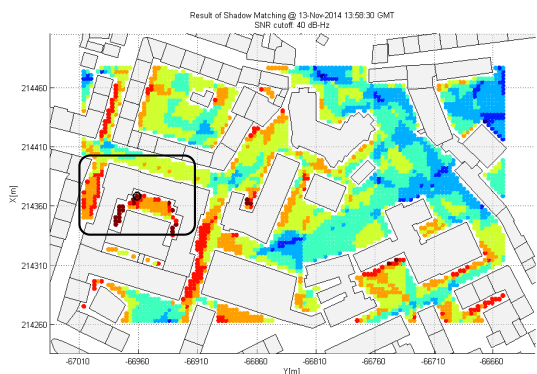 Result of Shadow Matching @ 13-Nov-2014 13:58:30 GMT
SNR cutoff: 40 dB-Hz
214460
214410
214360
214310
214260
X[m]
-67010 -66960 -66910 -66860 -66810 -66760 -66710 -66660
Y[m]